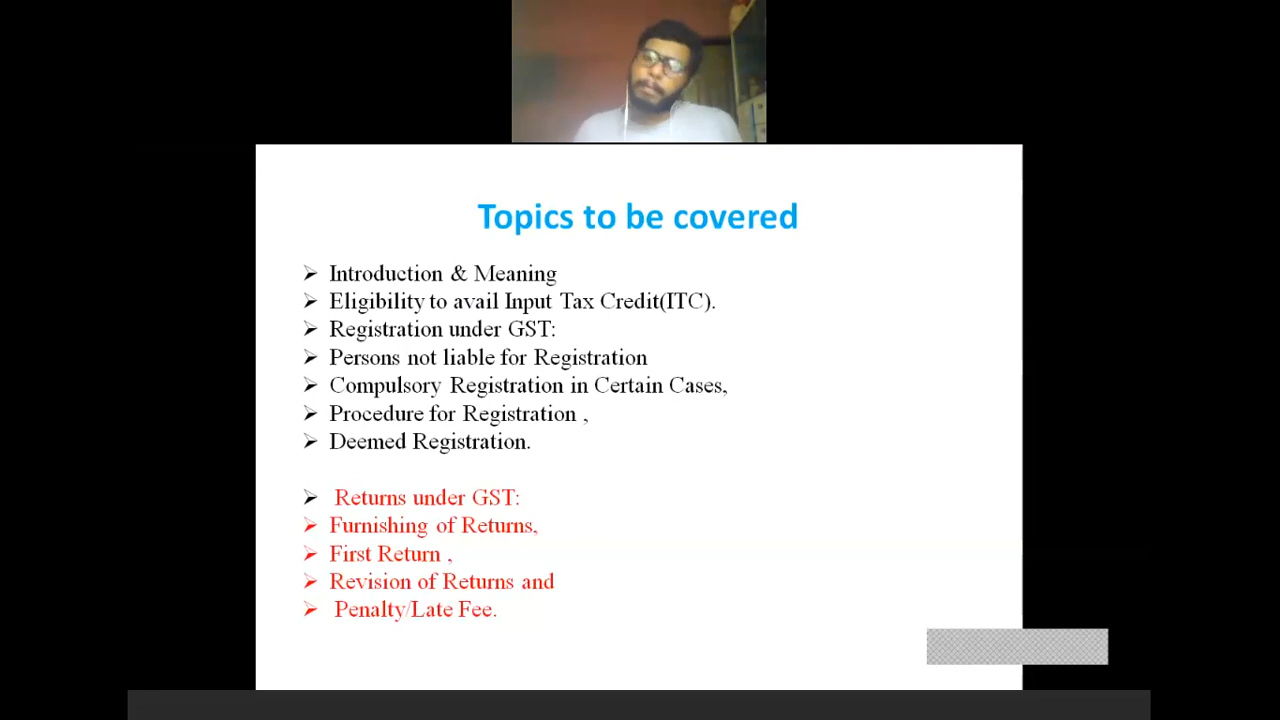 Topics to be covered
➢ Introduction & Meaning
➢ Eligibility to avail Input Tax Credit(ITC).
➢ Registration under GST:
➢ Persons not liable for Registration
➢ Compulsory Registration in Certain Cases,
➢ Procedure for Registration ,
➢ Deemed Registration.
➢ Returns under GST:
➢ Furnishing of Returns,
➢ First Return ,
➢ Revision of Returns and
➢ Penalty/Late Fee.